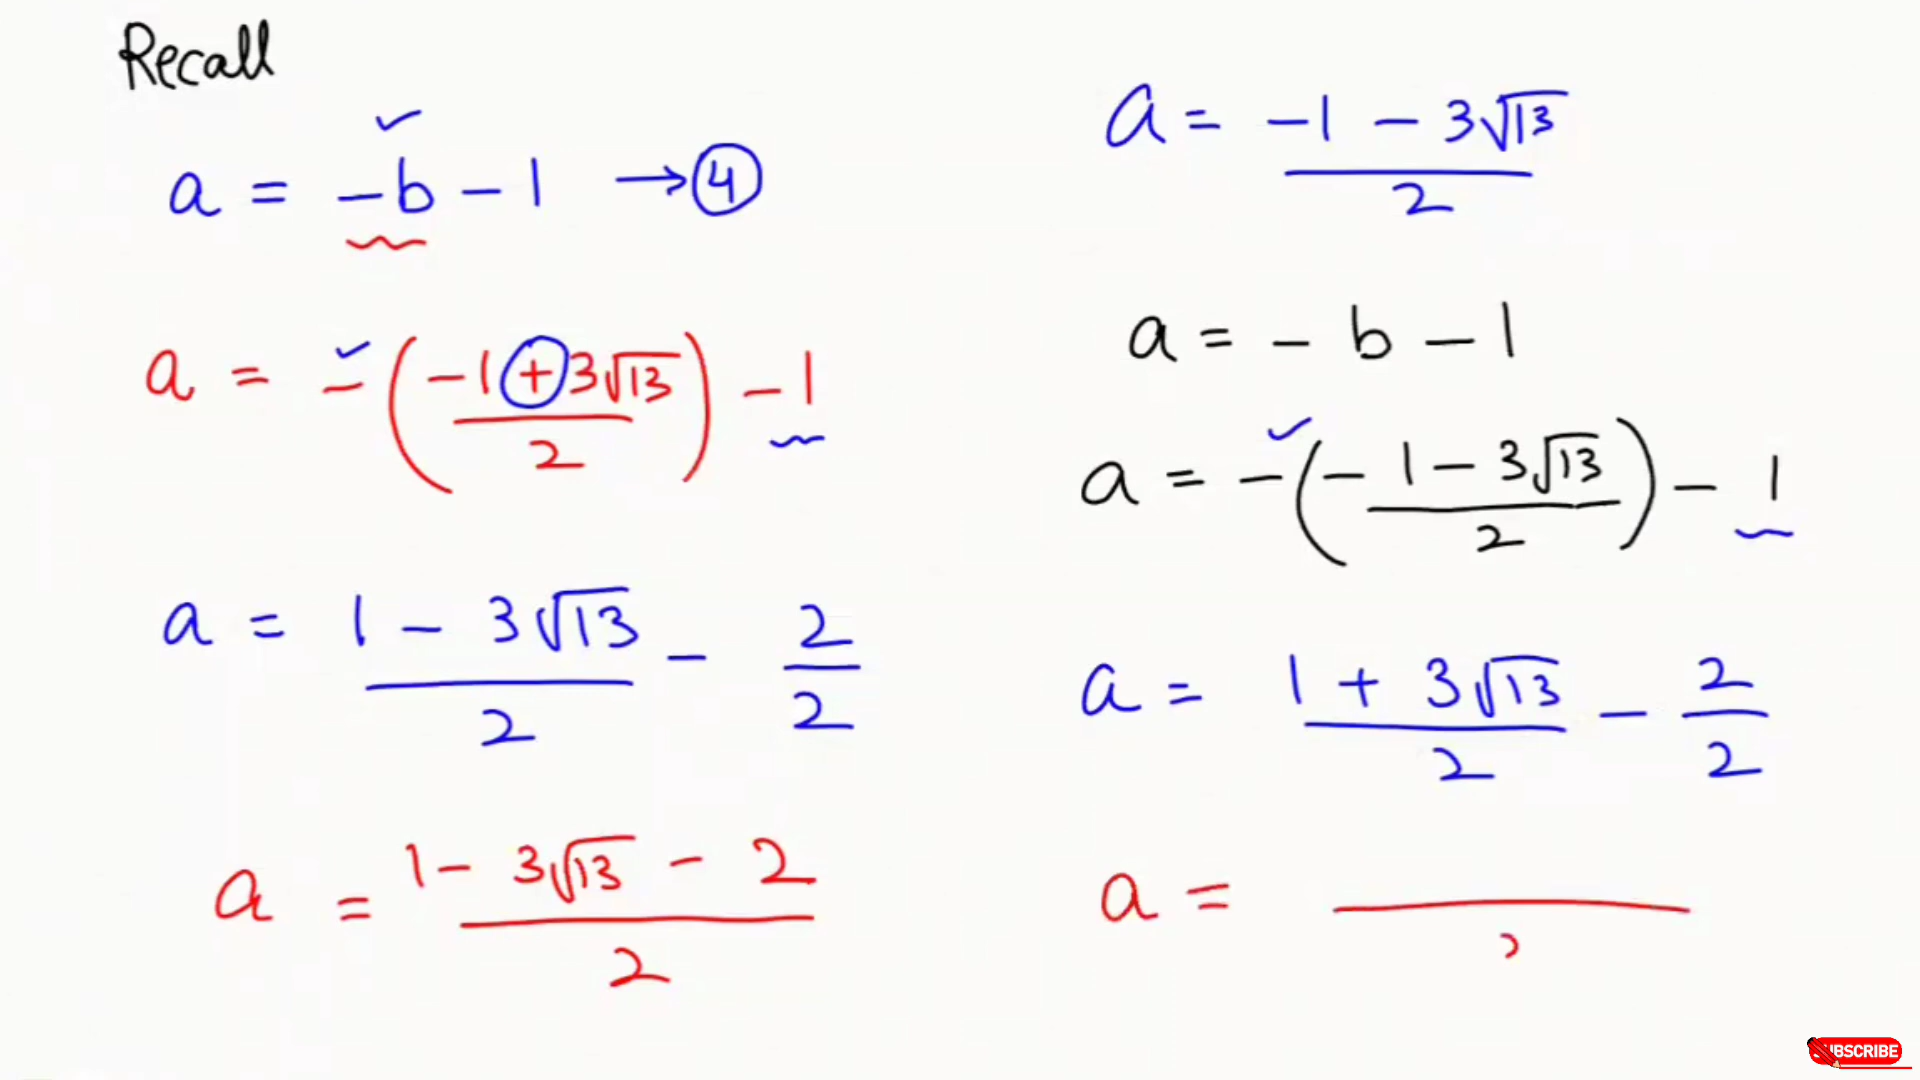 Recall
a = -b - 1 → ④
a = -((-1 + 3√13)/2) - 1
a = (1 - 3√13)/2 - 2/2
a = (1 - 3√13 - 2)/2
a = (-1 - 3√13)/2
a = - b - 1
a = -((-1 - 3√13)/2) - 1
a = (1 + 3√13)/2 - 2/2
a =
SUBSCRIBE